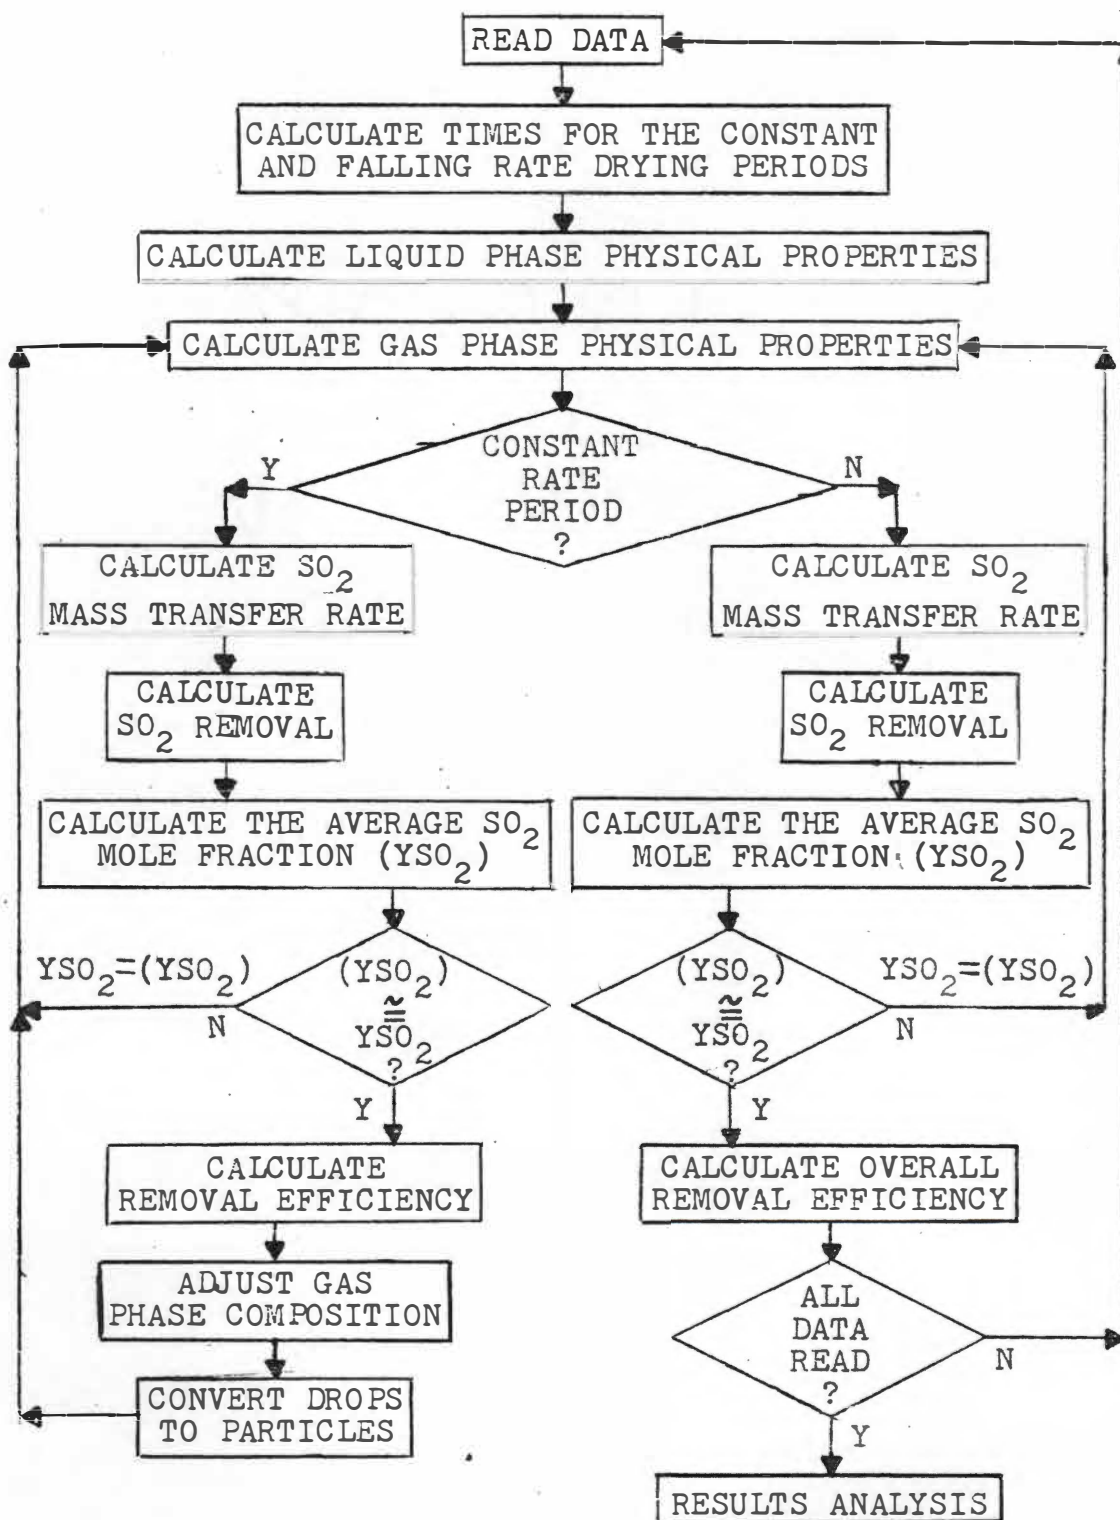 READ DATA
CALCULATE TIMES FOR THE CONSTANT
AND FALLING RATE DRYING PERIODS
CALCULATE LIQUID PHASE PHYSICAL PROPERTIES
CALCULATE GAS PHASE PHYSICAL PROPERTIES
CONSTANT
RATE
PERIOD
?
Y
N
CALCULATE SO₂
MASS TRANSFER RATE
CALCULATE
SO₂ REMOVAL
CALCULATE THE AVERAGE SO₂
MOLE FRACTION (YSO₂)
(YSO₂)
≅
YSO₂
?
YSO₂=(YSO₂)
N
Y
CALCULATE
REMOVAL EFFICIENCY
ADJUST GAS
PHASE COMPOSITION
CONVERT DROPS
TO PARTICLES
CALCULATE SO₂
MASS TRANSFER RATE
CALCULATE
SO₂ REMOVAL
CALCULATE THE AVERAGE SO₂
MOLE FRACTION (YSO₂)
(YSO₂)
≅
YSO₂
?
YSO₂=(YSO₂)
N
Y
CALCULATE OVERALL
REMOVAL EFFICIENCY
ALL
DATA
READ
?
N
Y
RESULTS ANALYSIS